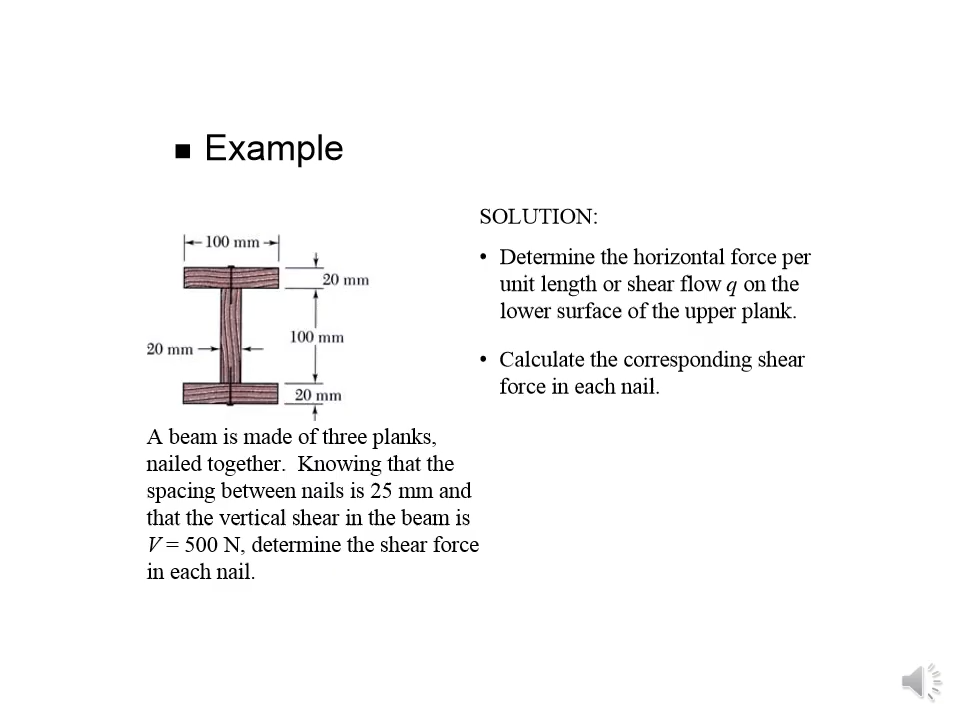 ■ Example
SOLUTION:
• Determine the horizontal force per
unit length or shear flow q on the
lower surface of the upper plank.
• Calculate the corresponding shear
force in each nail.
100 mm
20 mm
100 mm
20 mm
20 mm
A beam is made of three planks,
nailed together. Knowing that the
spacing between nails is 25 mm and
that the vertical shear in the beam is
V = 500 N, determine the shear force
in each nail.